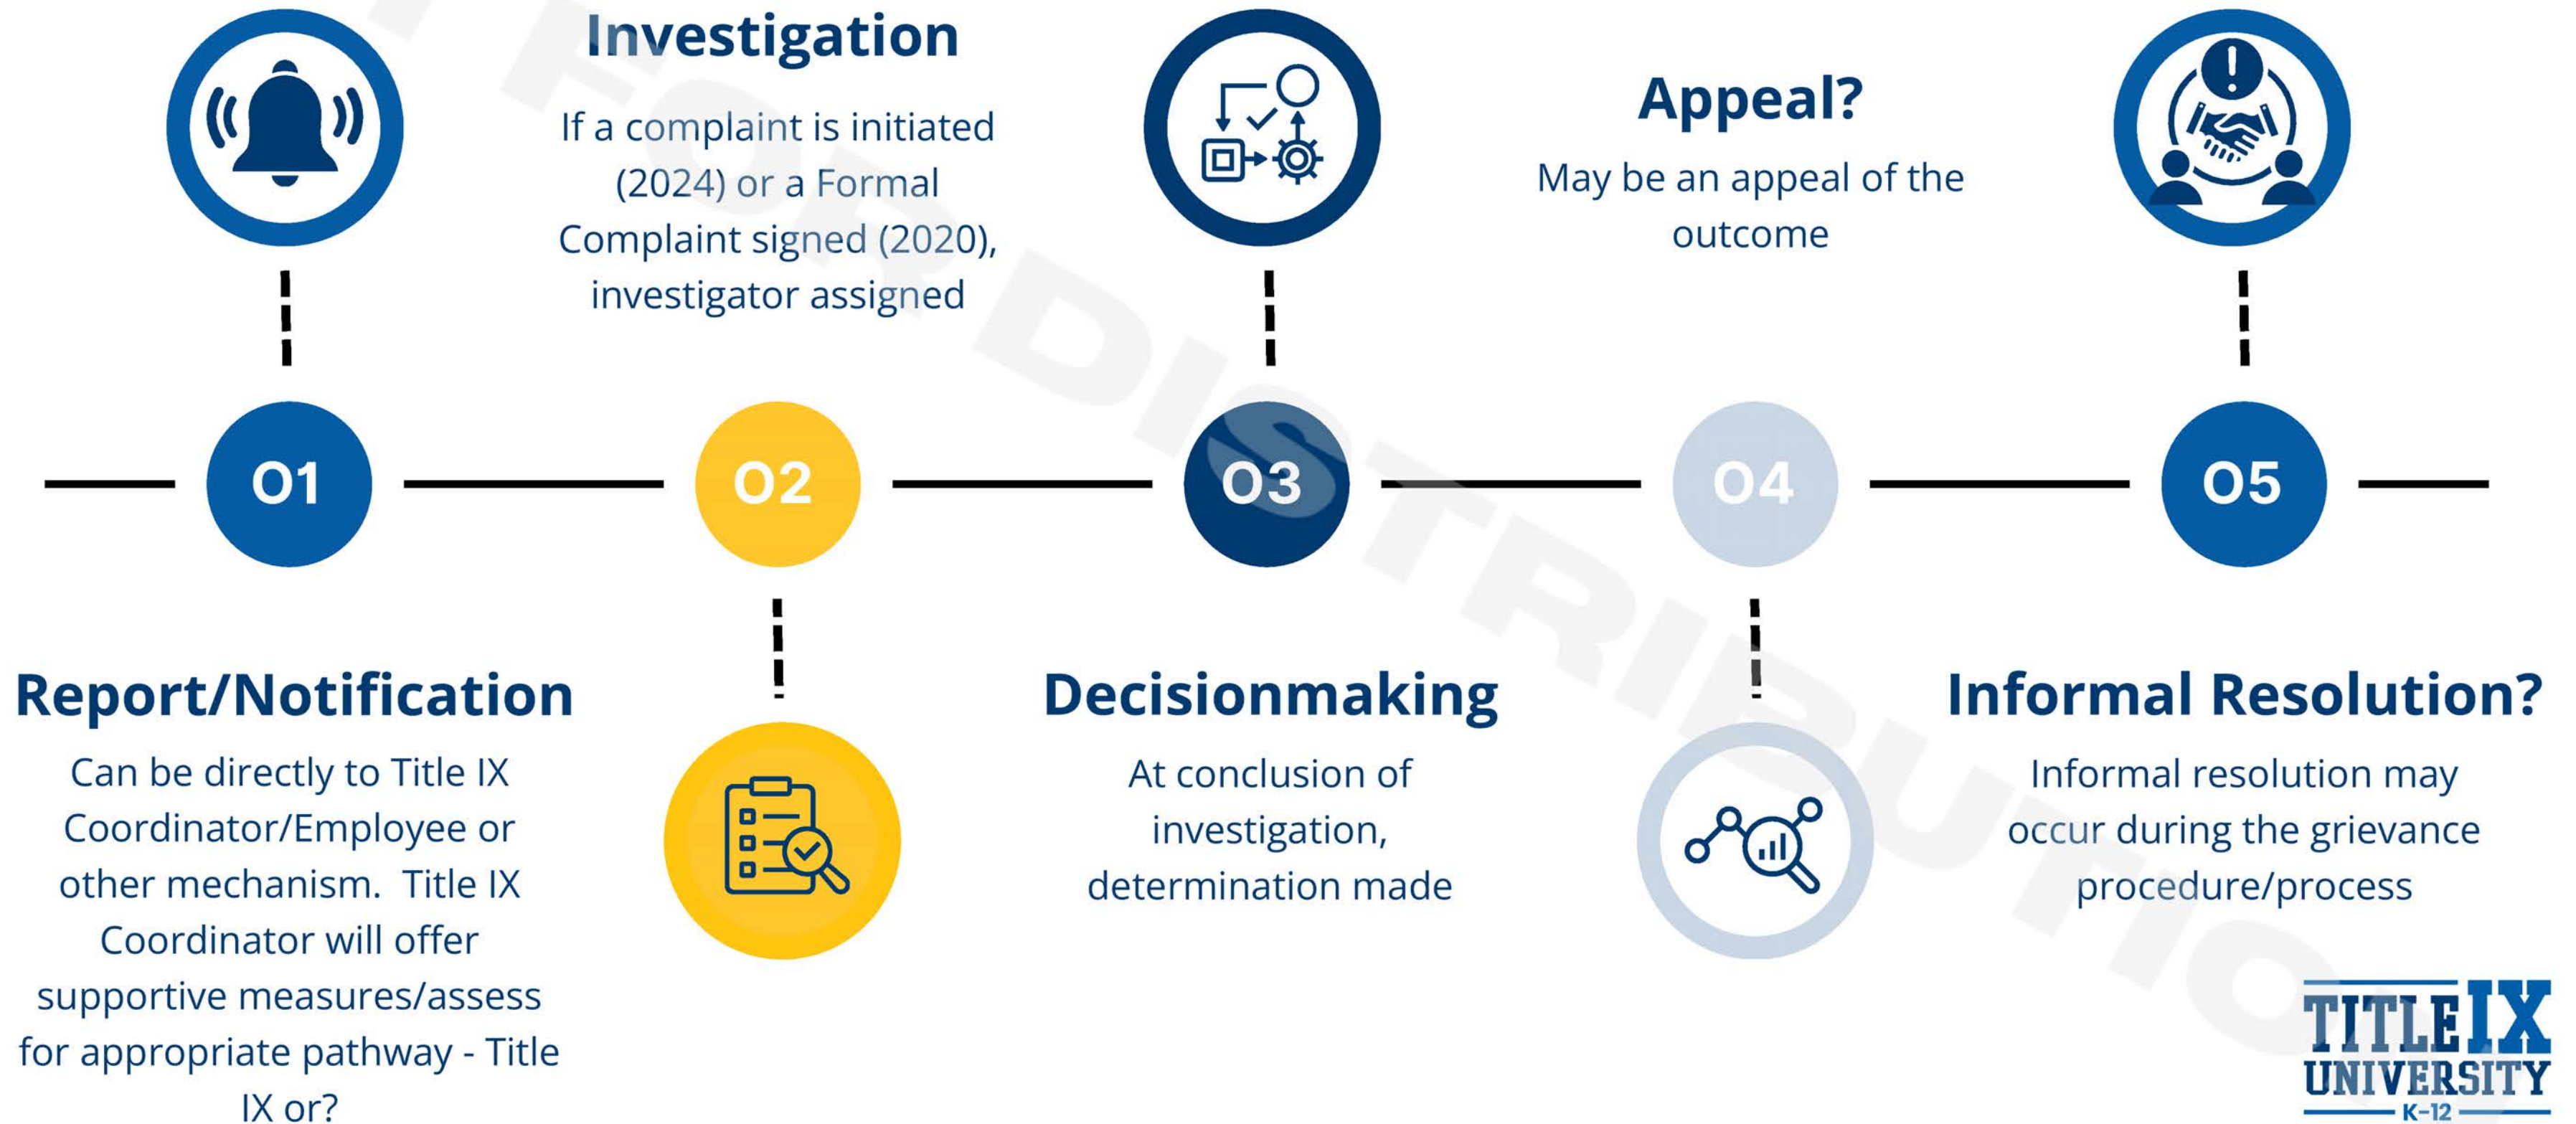 Investigation
If a complaint is initiated
(2024) or a Formal
Complaint signed (2020),
investigator assigned
Appeal?
May be an appeal of the
outcome
01
02
03
04
05
Report/Notification
Can be directly to Title IX
Coordinator/Employee or
other mechanism.  Title IX
Coordinator will offer
supportive measures/assess
for appropriate pathway - Title
IX or?
Decisionmaking
At conclusion of
investigation,
determination made
Informal Resolution?
Informal resolution may
occur during the grievance
procedure/process
TITLE IX
UNIVERSITY
K-12
FOR DISTRIBUTION